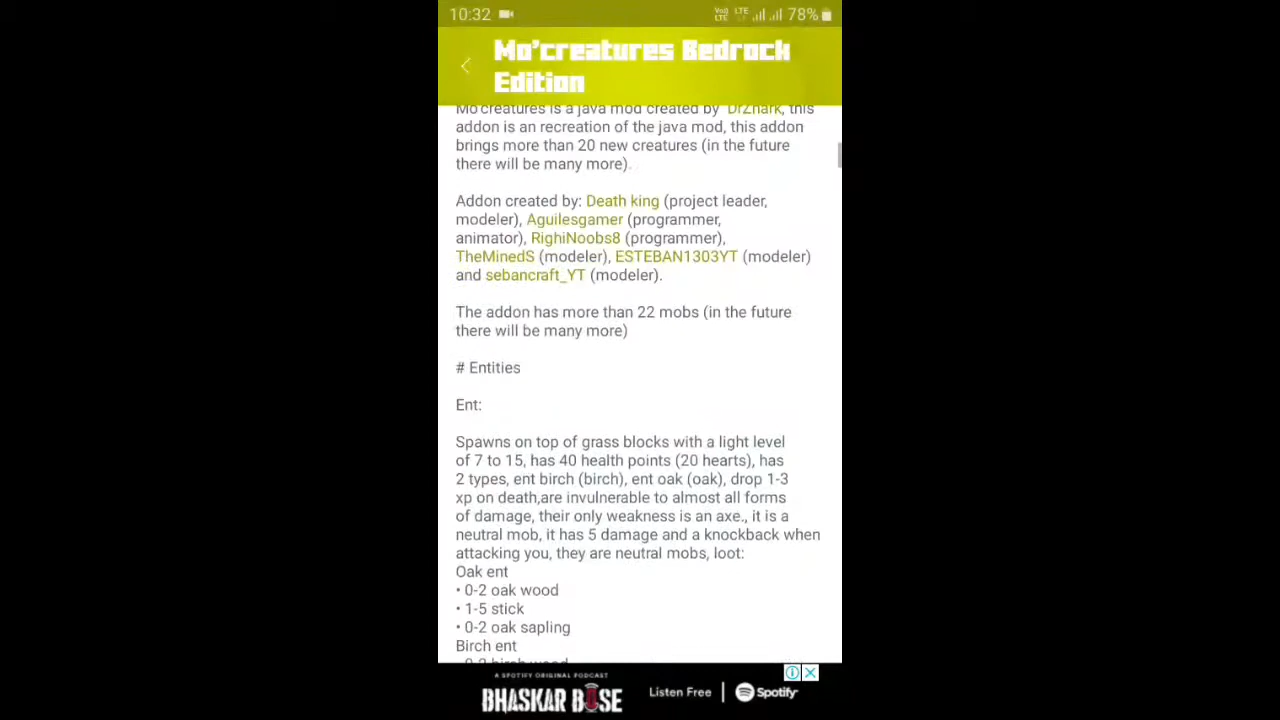 10:32
Voj) LTE LTE 78%
Mo'creatures Bedrock
Edition
Mo'creatures is a java mod created by DrZhark, this
addon is an recreation of the java mod, this addon
brings more than 20 new creatures (in the future
there will be many more).
Addon created by: Death king (project leader,
modeler), Aguilesgamer (programmer,
animator), RighiNoobs8 (programmer),
TheMinedS (modeler), ESTEBAN1303YT (modeler)
and sebancraft_YT (modeler).
The addon has more than 22 mobs (in the future
there will be many more)
# Entities
Ent:
Spawns on top of grass blocks with a light level
of 7 to 15, has 40 health points (20 hearts), has
2 types, ent birch (birch), ent oak (oak), drop 1-3
xp on death,are invulnerable to almost all forms
of damage, their only weakness is an axe., it is a
neutral mob, it has 5 damage and a knockback when
attacking you, they are neutral mobs, loot:
Oak ent
• 0-2 oak wood
• 1-5 stick
• 0-2 oak sapling
Birch ent
• 0-2 birch wood
A SPOTIFY ORIGINAL PODCAST
BHASKAR BOSE
Listen Free | Spotify